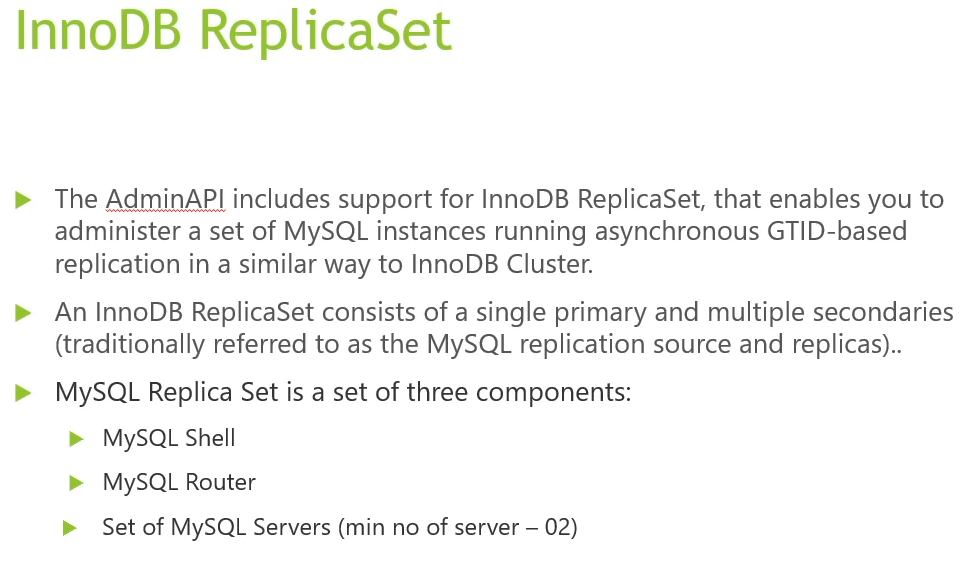 InnoDB ReplicaSet
The AdminAPI includes support for InnoDB ReplicaSet, that enables you to
administer a set of MySQL instances running asynchronous GTID-based
replication in a similar way to InnoDB Cluster.
An InnoDB ReplicaSet consists of a single primary and multiple secondaries
(traditionally referred to as the MySQL replication source and replicas)..
MySQL Replica Set is a set of three components:
MySQL Shell
MySQL Router
Set of MySQL Servers (min no of server – 02)